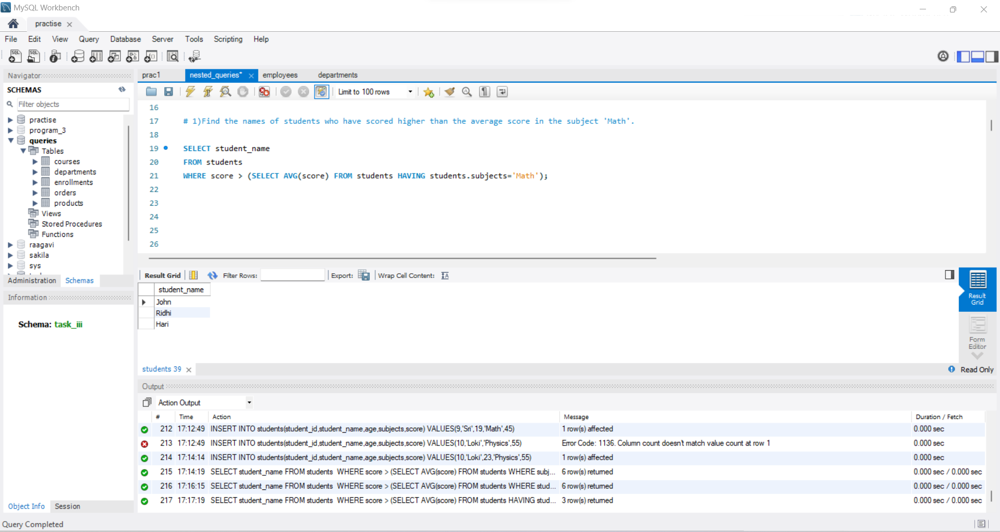 MySQL Workbench
practise
File Edit View Query Database Server Tools Scripting Help
Navigator
SCHEMAS
Filter objects
practise
program_3
queries
Tables
courses
departments
enrollments
orders
products
Views
Stored Procedures
Functions
raagavi
sakila
sys
Administration Schemas
Information
Schema: task_iii
Object Info Session
prac1 nested_queries* employees departments
Limit to 100 rows
16
17 # 1)Find the names of students who have scored higher than the average score in the subject 'Math'.
18
19 SELECT student_name
20 FROM students
21 WHERE score > (SELECT AVG(score) FROM students HAVING students.subjects='Math');
22
23
24
25
26
Result Grid Filter Rows: Export: Wrap Cell Content:
student_name
John
Ridhi
Hari
Result Grid
Form Editor
students 39
Read Only
Output
Action Output
# Time Action Message Duration / Fetch
212 17:12:49 INSERT INTO students(student_id,student_name,age,subjects,score) VALUES(9,'Sri',19,'Math',45) 1 row(s) affected 0.000 sec
213 17:12:49 INSERT INTO students(student_id,student_name,age,subjects,score) VALUES(10,'Loki','Physics',55) Error Code: 1136. Column count doesn't match value count at row 1 0.000 sec
214 17:14:14 INSERT INTO students(student_id,student_name,age,subjects,score) VALUES(10,'Loki',23,'Physics',55) 1 row(s) affected 0.000 sec
215 17:14:19 SELECT student_name FROM students WHERE score > (SELECT AVG(score) FROM students WHERE subj... 6 row(s) returned 0.000 sec / 0.000 sec
216 17:16:15 SELECT student_name FROM students WHERE score > (SELECT AVG(score) FROM students WHERE stud... 6 row(s) returned 0.000 sec / 0.000 sec
217 17:17:19 SELECT student_name FROM students WHERE score > (SELECT AVG(score) FROM students HAVING stud... 3 row(s) returned 0.000 sec / 0.000 sec
Query Completed